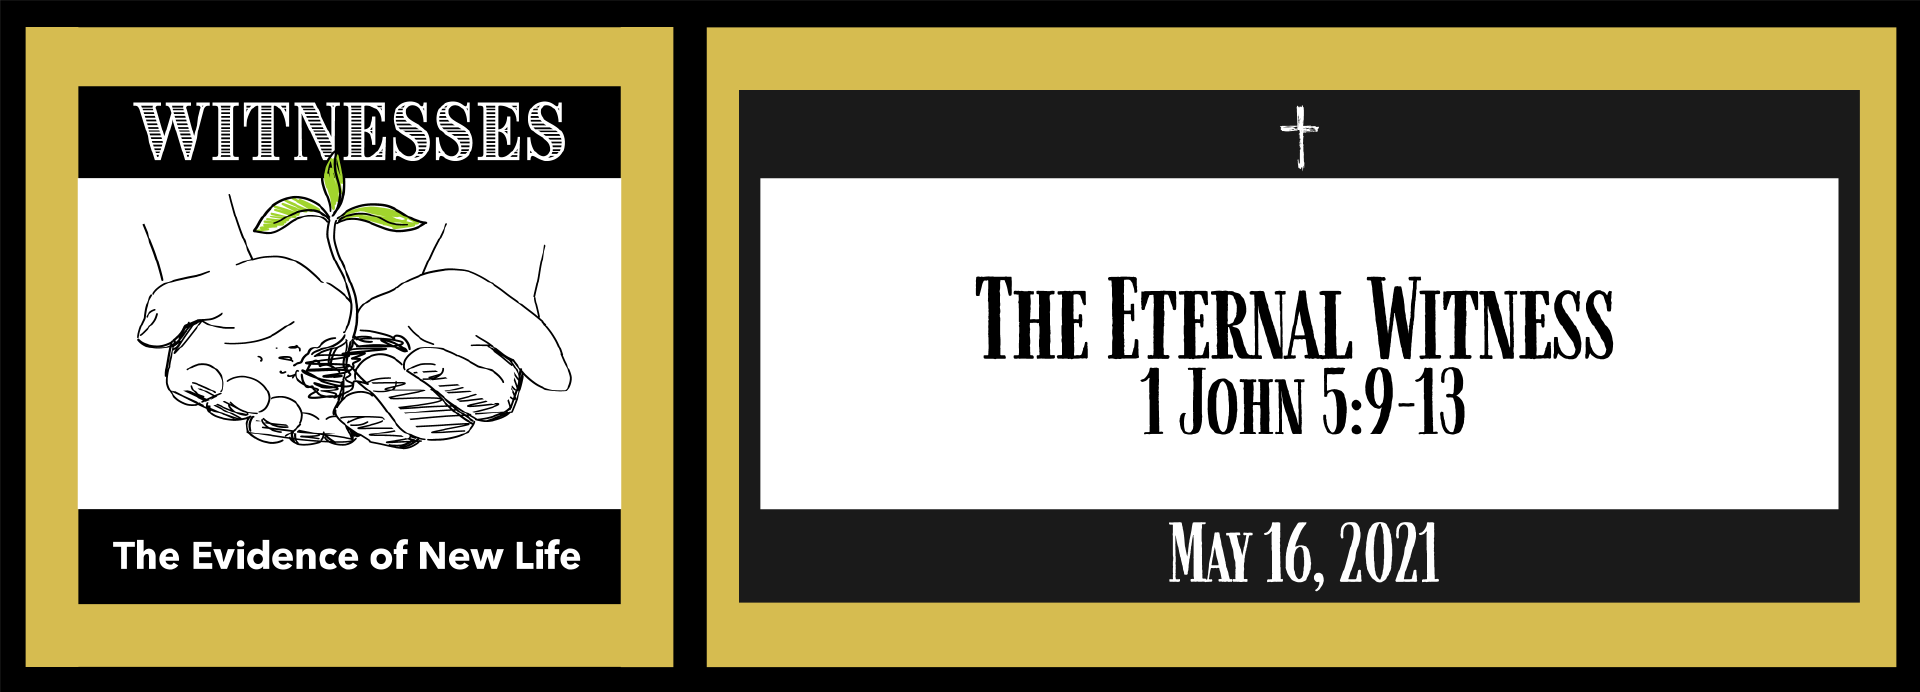 WITNESSES
The Evidence of New Life
The Eternal Witness
1 John 5:9-13
May 16, 2021